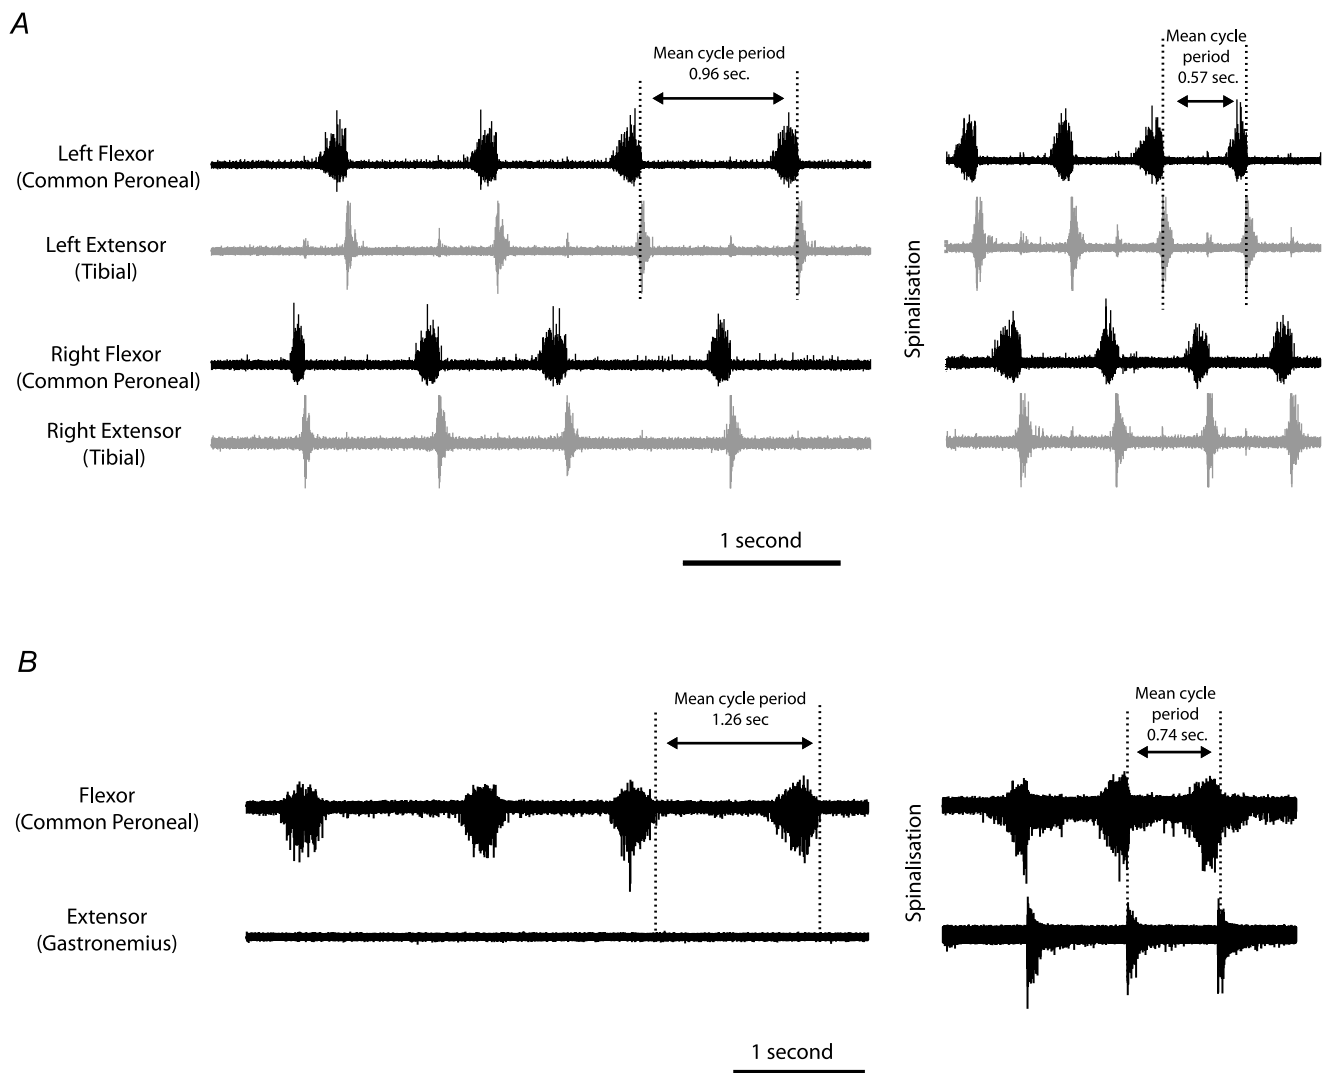 A
Mean cycle period
0.96 sec.
Mean cycle
period
0.57 sec.
Left Flexor
(Common Peroneal)
Left Extensor
(Tibial)
Right Flexor
(Common Peroneal)
Right Extensor
(Tibial)
Spinalisation
1 second
B
Mean cycle period
1.26 sec
Mean cycle
period
0.74 sec.
Flexor
(Common Peroneal)
Extensor
(Gastronemius)
Spinalisation
1 second